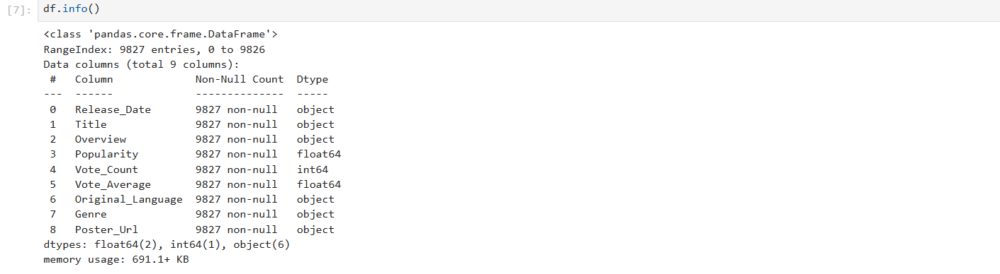 [7]: df.info()
<class 'pandas.core.frame.DataFrame'>
RangeIndex: 9827 entries, 0 to 9826
Data columns (total 9 columns):
 #   Column             Non-Null Count  Dtype
---  ------             --------------  -----
 0   Release_Date       9827 non-null   object
 1   Title              9827 non-null   object
 2   Overview           9827 non-null   object
 3   Popularity         9827 non-null   float64
 4   Vote_Count         9827 non-null   int64
 5   Vote_Average       9827 non-null   float64
 6   Original_Language  9827 non-null   object
 7   Genre              9827 non-null   object
 8   Poster_Url         9827 non-null   object
dtypes: float64(2), int64(1), object(6)
memory usage: 691.1+ KB